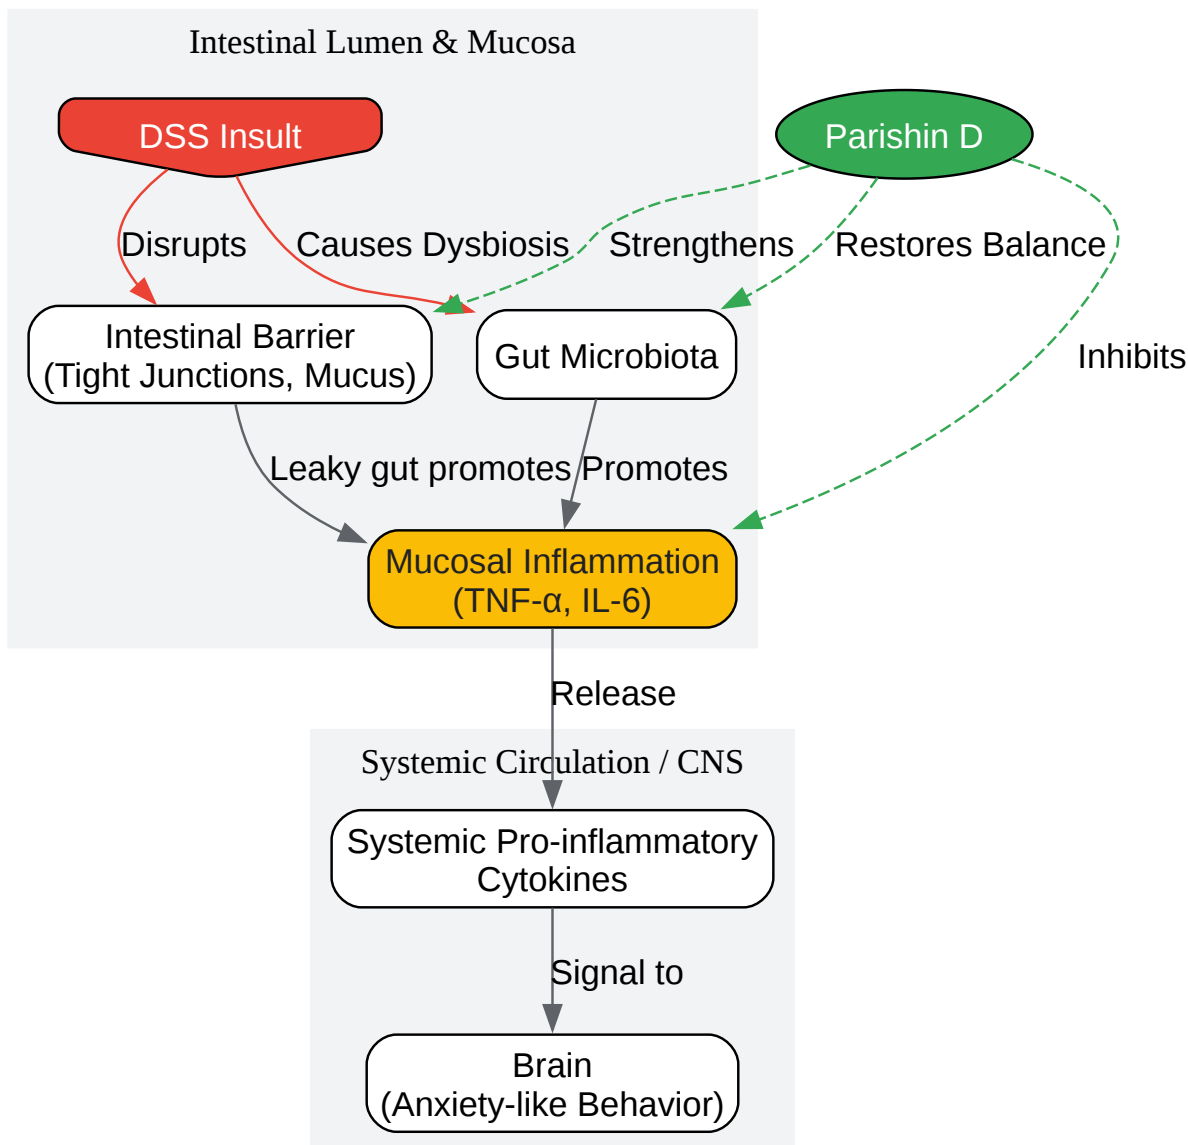 Intestinal Lumen & Mucosa
DSS Insult
Parishin D
Disrupts
Causes Dysbiosis
Strengthens
Restores Balance
Intestinal Barrier
(Tight Junctions, Mucus)
Gut Microbiota
Inhibits
Leaky gut promotes
Promotes
Mucosal Inflammation
(TNF-α, IL-6)
Release
Systemic Circulation / CNS
Systemic Pro-inflammatory
Cytokines
Signal to
Brain
(Anxiety-like Behavior)